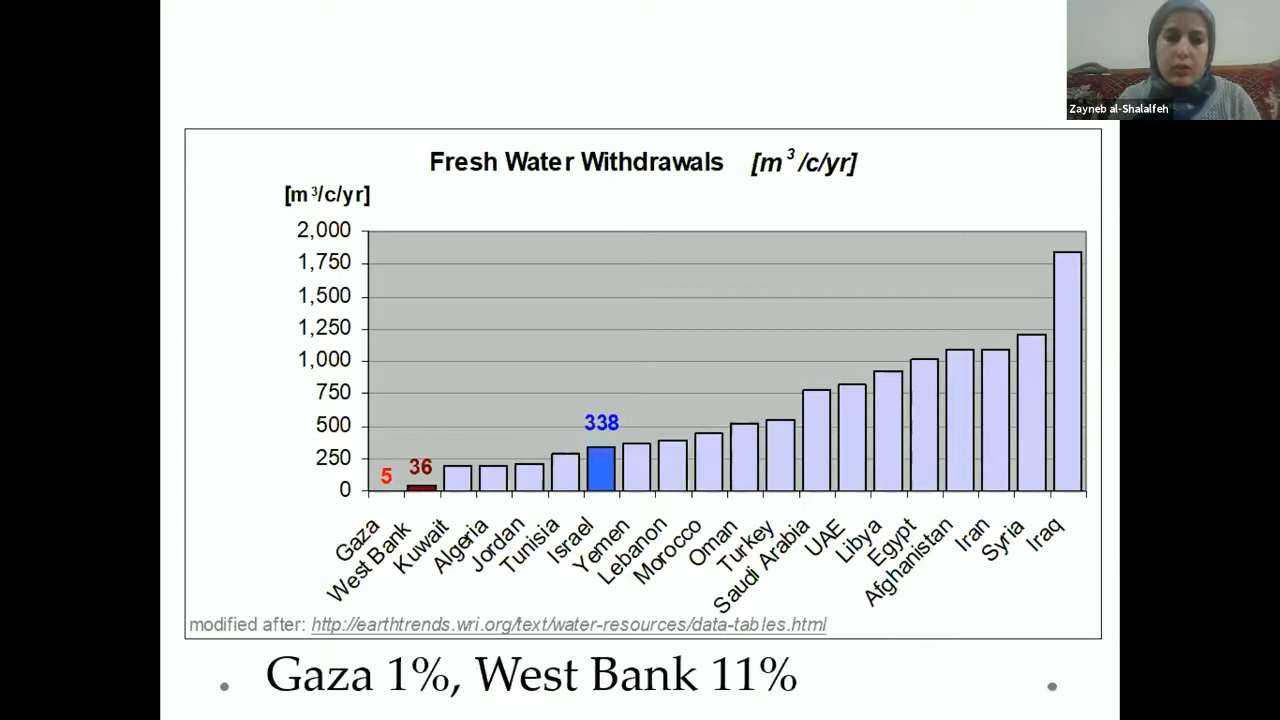 Zayneb al-Shalalfeh
Fresh Water Withdrawals [m³/c/yr]
[m³/c/yr]
2,000
1,750
1,500
1,250
1,000
750
500
250
0
5
36
338
Gaza
West Bank
Kuwait
Algeria
Jordan
Tunisia
Israel
Yemen
Lebanon
Morocco
Oman
Turkey
Saudi Arabia
UAE
Libya
Egypt
Afghanistan
Iran
Syria
Iraq
modified after: http://earthtrends.wri.org/text/water-resources/data-tables.html
• Gaza 1%, West Bank 11% •